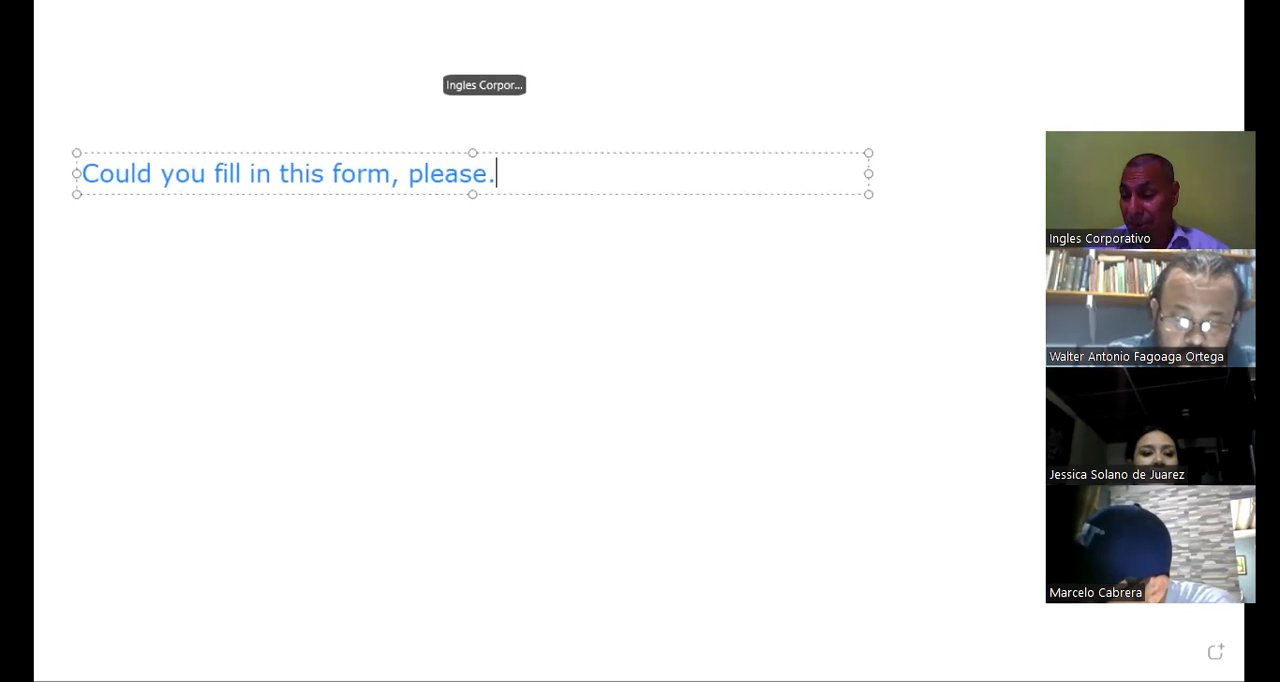 Ingles Corpor...
Could you fill in this form, please.
Ingles Corporativo
Walter Antonio Fagoaga Ortega
Jessica Solano de Juarez
Marcelo Cabrera